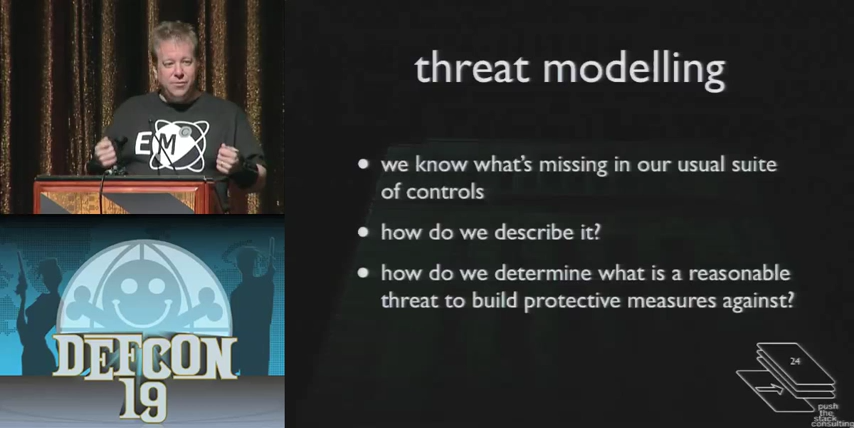 threat modelling
we know what's missing in our usual suite
of controls
how do we describe it?
how do we determine what is a reasonable
threat to build protective measures against?
24
push
the
stack
consulting
EM
DEFCON
19